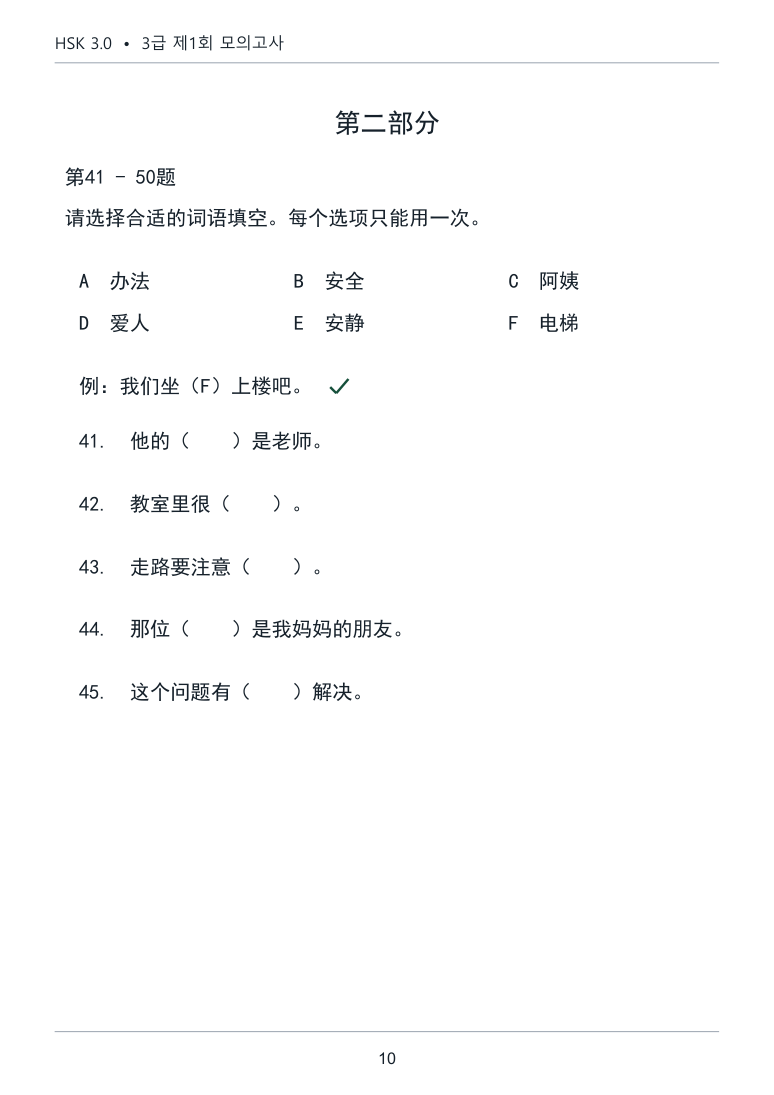 HSK 3.0 • 3급 제1회 모의고사
第二部分
第41 - 50题
请选择合适的词语填空。每个选项只能用一次。
A 办法 B 安全 C 阿姨
D 爱人 E 安静 F 电梯
例：我们坐（F）上楼吧。 ✓
41. 他的（　　）是老师。
42. 教室里很（　　）。
43. 走路要注意（　　）。
44. 那位（　　）是我妈妈的朋友。
45. 这个问题有（　　）解决。
10